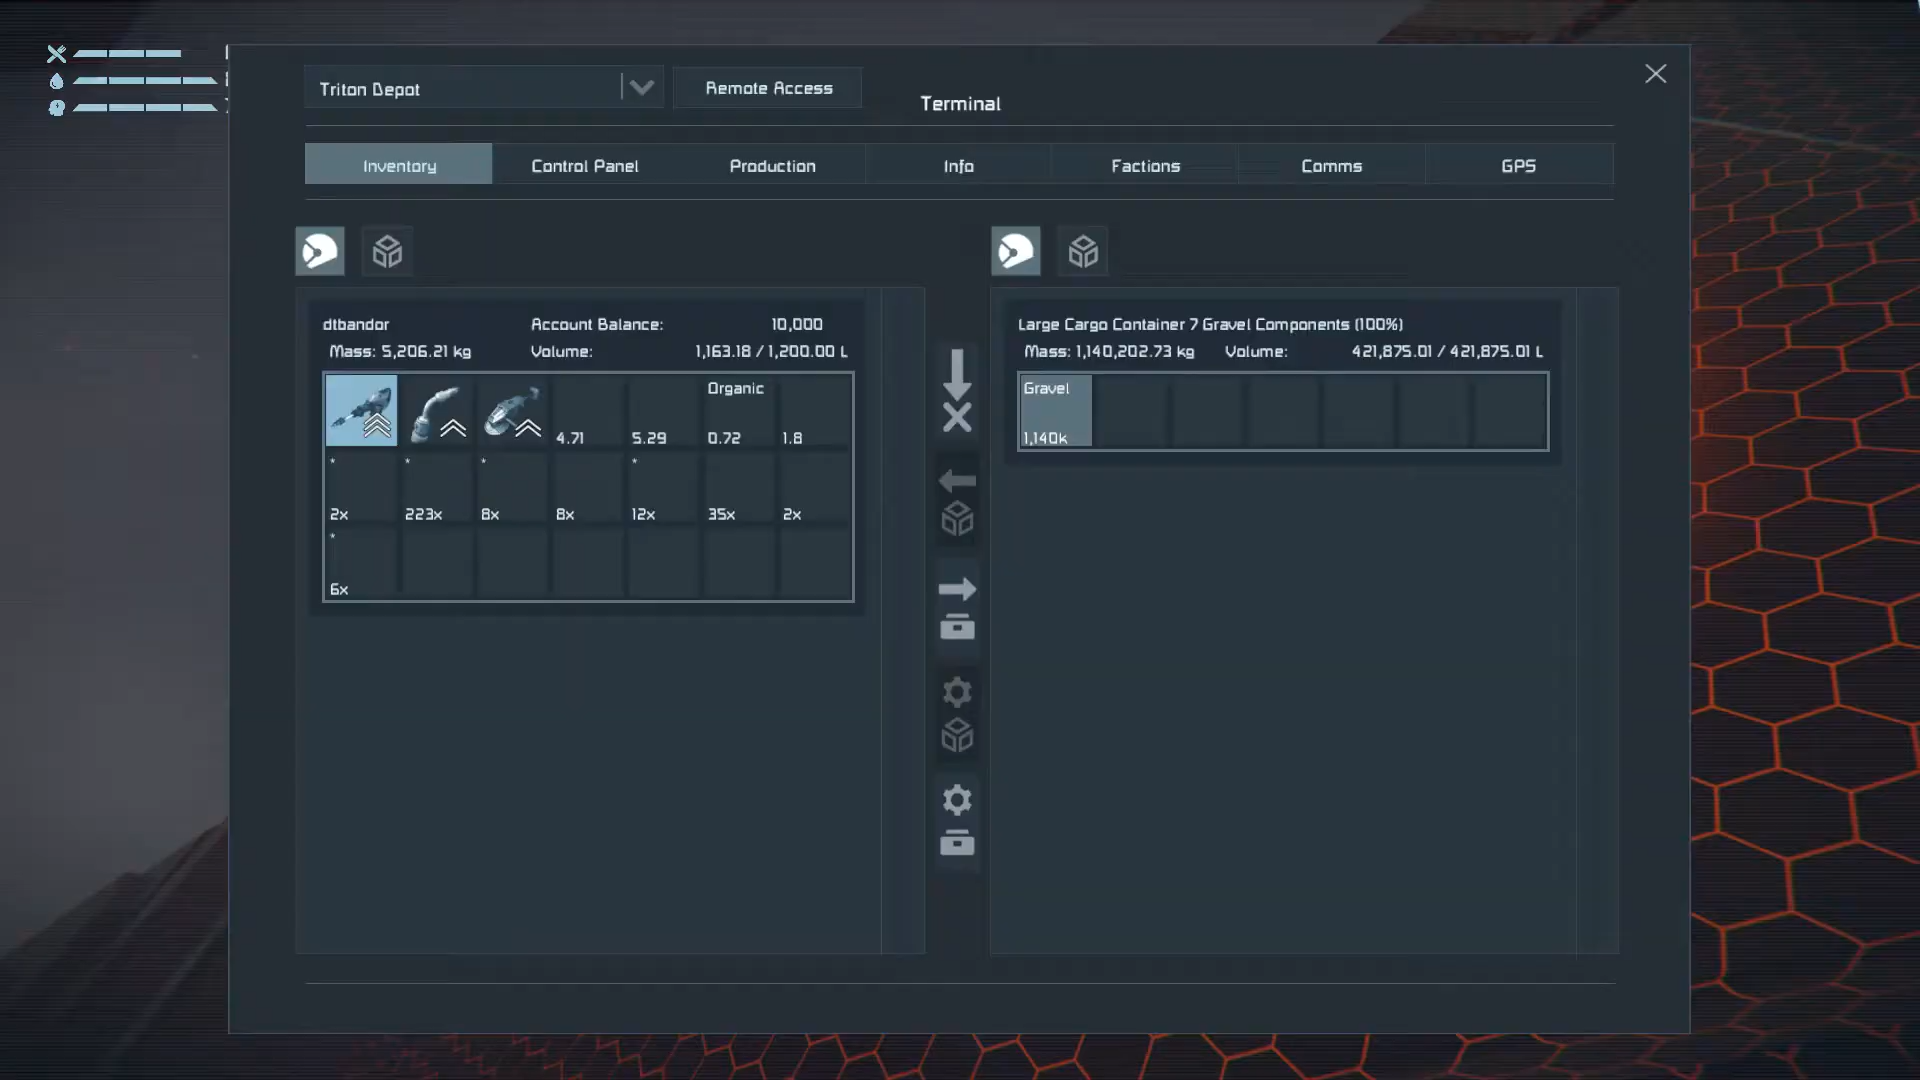 Triton Depot
Remote Access
Terminal
Inventory
Control Panel
Production
Info
Factions
Comms
GPS
dtbandor
Account Balance:
10,000
Mass: 5,206.21 kg
Volume:
1,163.18 / 1,200.00 L
Organic
4.71
5.29
0.72
1.8
*
*
*
*
2x
223x
8x
8x
12x
35x
2x
*
6x
Large Cargo Container 7 Gravel Components (100%)
Mass: 1,140,202.73 kg
Volume:
421,875.01 / 421,875.01 L
Gravel
1,140k